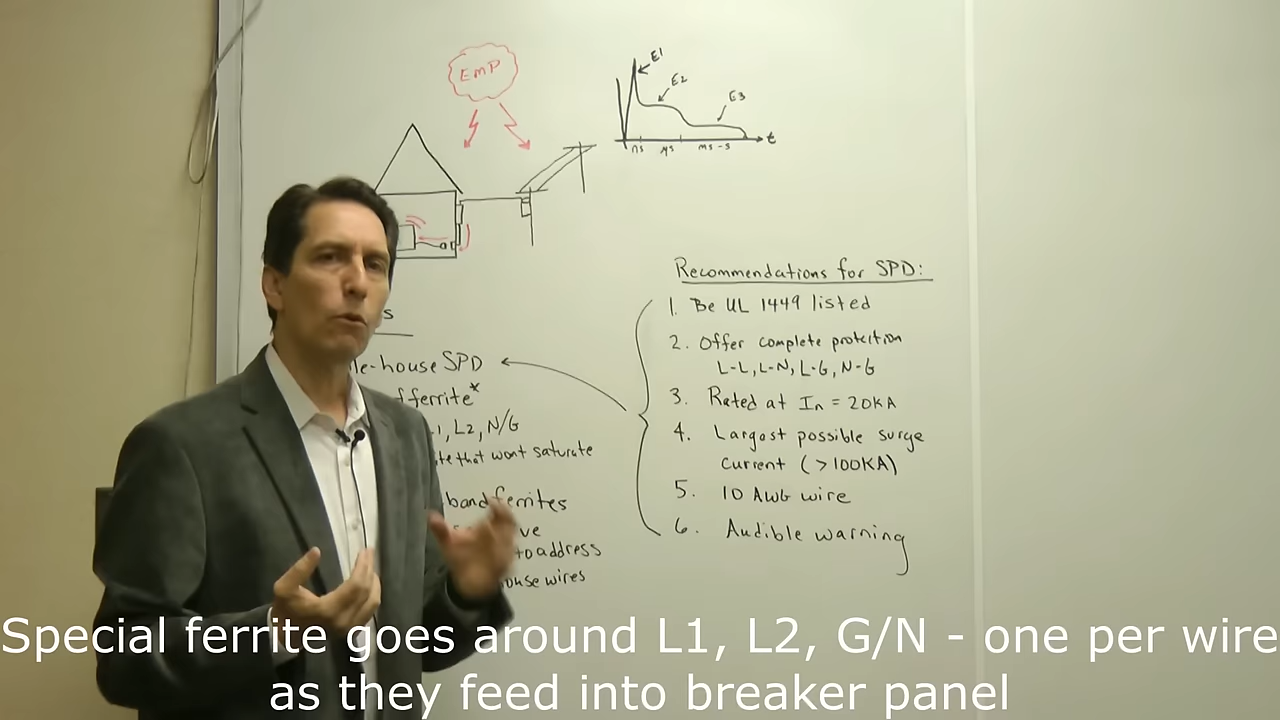 EMP
E1
E2
E3
ns μs ms-s
t
Recommendations for SPD:
1. Be UL 1449 listed
2. Offer complete protection
L-L, L-N, L-G, N-G
3. Rated at In = 20KA
4. Largest possible surge
current (>100KA)
5. 10 AWG wire
6. Audible warning
s
le-house SPD
f ferrite*
1, L2, N/G
ite that wont saturate
band ferrites
ve
to address
ouse wires
Special ferrite goes around L1, L2, G/N - one per wire
as they feed into breaker panel